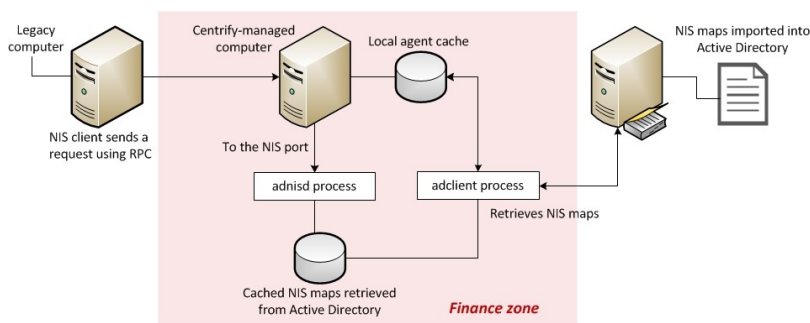 Legacy
computer
Centrify-managed
computer
Local agent cache
NIS maps imported into
Active Directory
NIS client sends a
request using RPC
To the NIS port
adnisd process
adclient process
Retrieves NIS maps
Cached NIS maps retrieved
from Active Directory
Finance zone